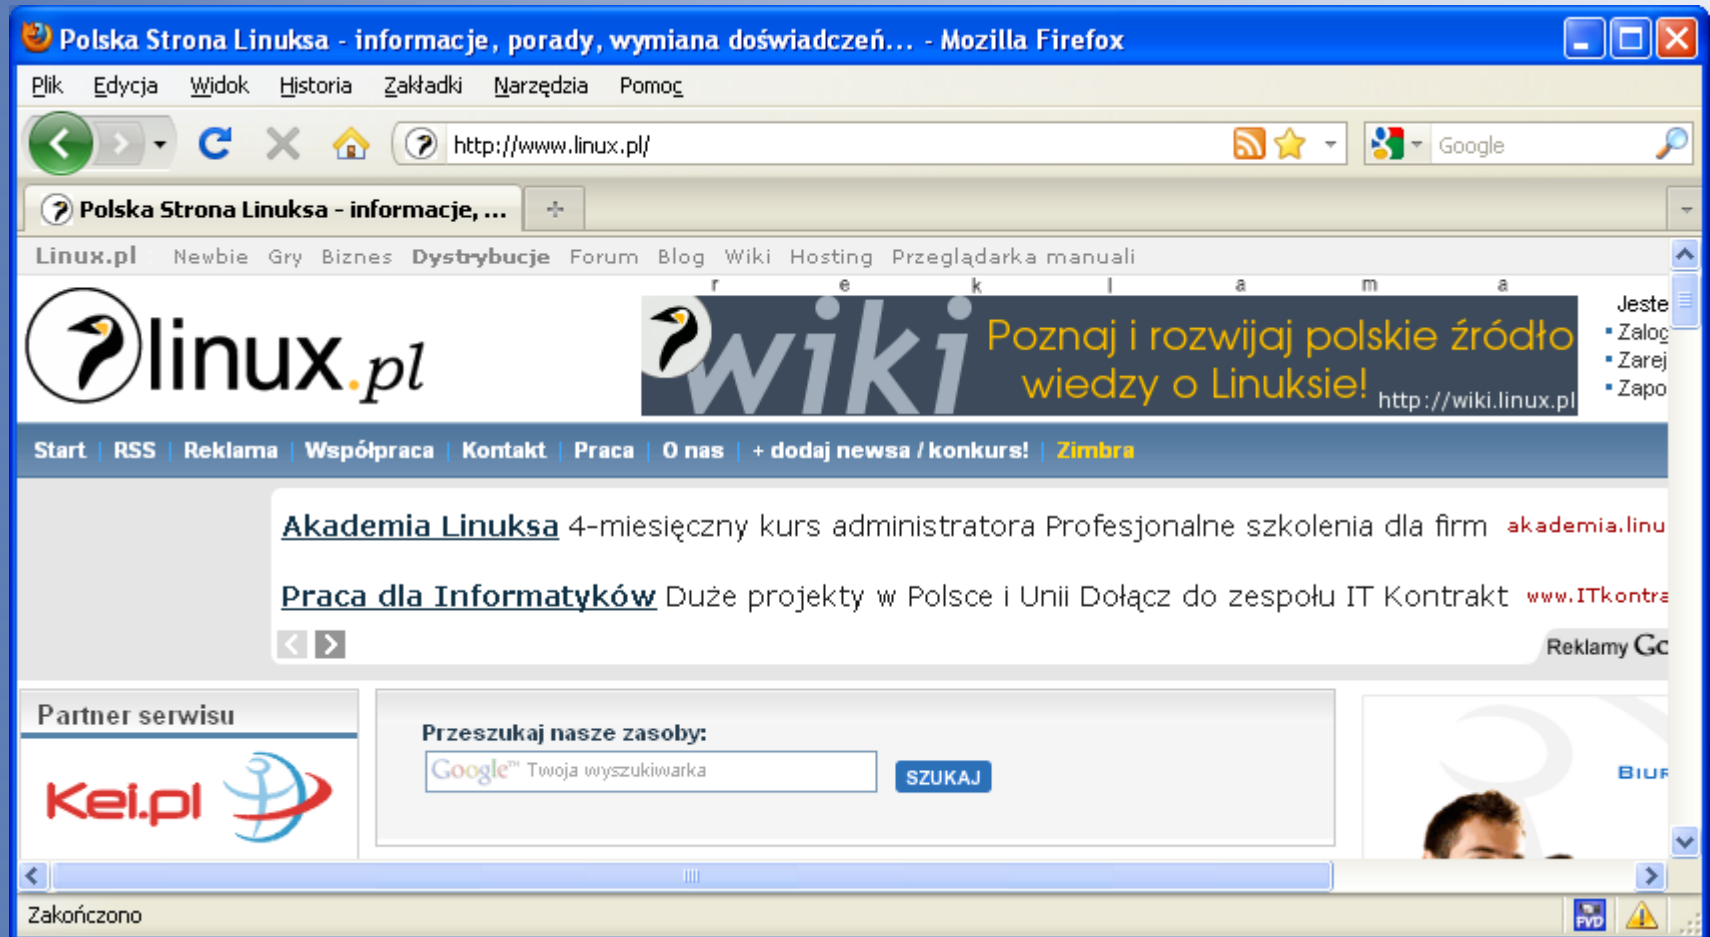 Polska Strona Linuksa - informacje, porady, wymiana doświadczeń... - Mozilla Firefox
Plik Edycja Widok Historia Zakładki Narzędzia Pomoc
http://www.linux.pl/ Google
Polska Strona Linuksa - informacje, ...
Linux.pl Newbie Gry Biznes Dystrybucje Forum Blog Wiki Hosting Przeglądarka manuali
r e k l a m a
linux.pl
wiki Poznaj i rozwijaj polskie źródło
wiedzy o Linuksie! http://wiki.linux.pl
Jeste
Zalog
Zarej
Zapo
Start | RSS | Reklama | Współpraca | Kontakt | Praca | O nas | + dodaj newsa / konkurs! | Zimbra
Akademia Linuksa 4-miesięczny kurs administratora Profesjonalne szkolenia dla firm akademia.linu
Praca dla Informatyków Duże projekty w Polsce i Unii Dołącz do zespołu IT Kontrakt www.ITkontra
Reklamy Go
Partner serwisu
Kei.pl
Przeszukaj nasze zasoby:
Google™ Twoja wyszukiwarka
SZUKAJ
BIUR
Zakończono
FVD